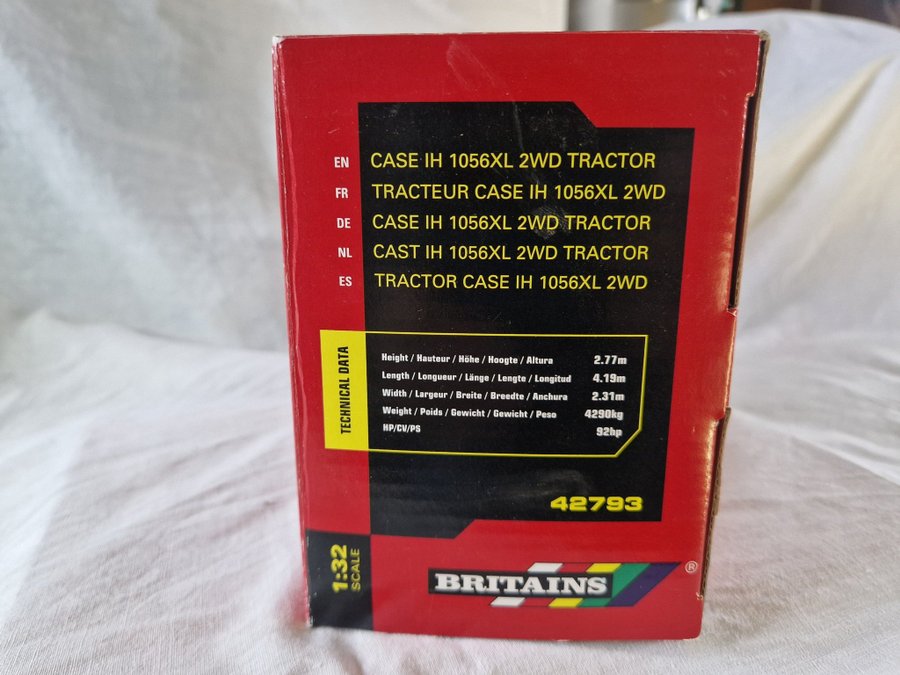 EN CASE IH 1056XL 2WD TRACTOR
FR TRACTEUR CASE IH 1056XL 2WD
DE CASE IH 1056XL 2WD TRACTOR
NL CAST IH 1056XL 2WD TRACTOR
ES TRACTOR CASE IH 1056XL 2WD
TECHNICAL DATA
Height / Hauteur / Höhe / Hoogte / Altura 2.77m
Length / Longueur / Länge / Lengte / Longitud 4.19m
Width / Largeur / Breite / Breedte / Anchura 2.31m
Weight / Poids / Gewicht / Gewicht / Peso 4290kg
HP/CV/PS 92hp
42793
1:32
SCALE
BRITAINS ®